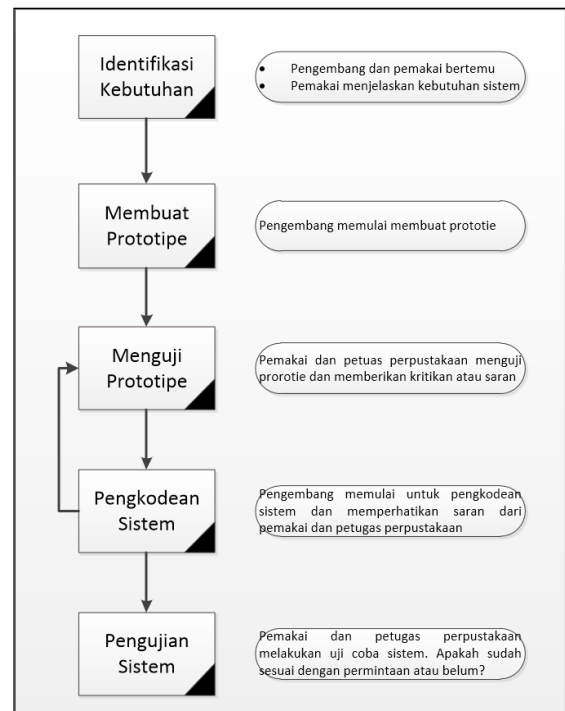 Identifikasi
Kebutuhan
• Pengembang dan pemakai bertemu
• Pemakai menjelaskan kebutuhan sistem
Membuat
Prototipe
Pengembang memulai membuat prototie
Menguji
Prototipe
Pemakai dan petuas perpustakaan menguji
prorotie dan memberikan kritikan atau saran
Pengkodean
Sistem
Pengembang memulai untuk pengkodean
sistem dan memperhatikan saran dari
pemakai dan petugas perpustakaan
Pengujian
Sistem
Pemakai dan petugas perpustakaan
melakukan uji coba sistem. Apakah sudah
sesuai dengan permintaan atau belum?